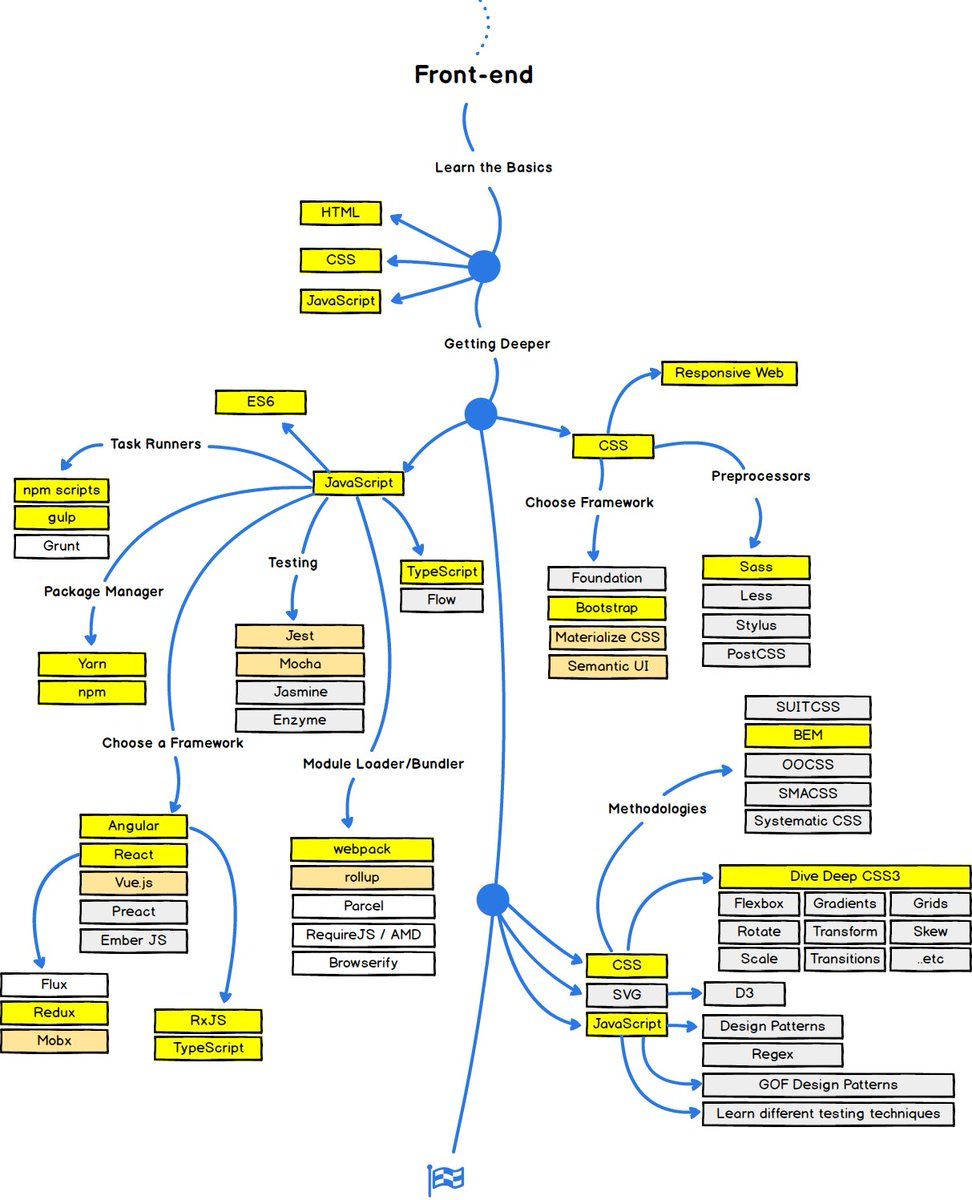 Front-end
Learn the Basics
HTML
CSS
JavaScript
Getting Deeper
Responsive Web
ES6
CSS
Task Runners
JavaScript
Preprocessors
npm scripts
gulp
Grunt
Choose Framework
Testing
TypeScript
Flow
Package Manager
Sass
Less
Stylus
PostCSS
Foundation
Bootstrap
Materialize CSS
Semantic UI
Jest
Mocha
Jasmine
Enzyme
Yarn
npm
Choose a Framework
Module Loader/Bundler
SUITCSS
BEM
OOCSS
SMACSS
Systematic CSS
Methodologies
Angular
React
Vue.js
Preact
Ember JS
webpack
rollup
Parcel
RequireJS / AMD
Browserify
Dive Deep CSS3
Flexbox Gradients Grids
Rotate Transform Skew
Scale Transitions ..etc
CSS
SVG
JavaScript
D3
Flux
Redux
Mobx
RxJS
TypeScript
Design Patterns
Regex
GOF Design Patterns
Learn different testing techniques